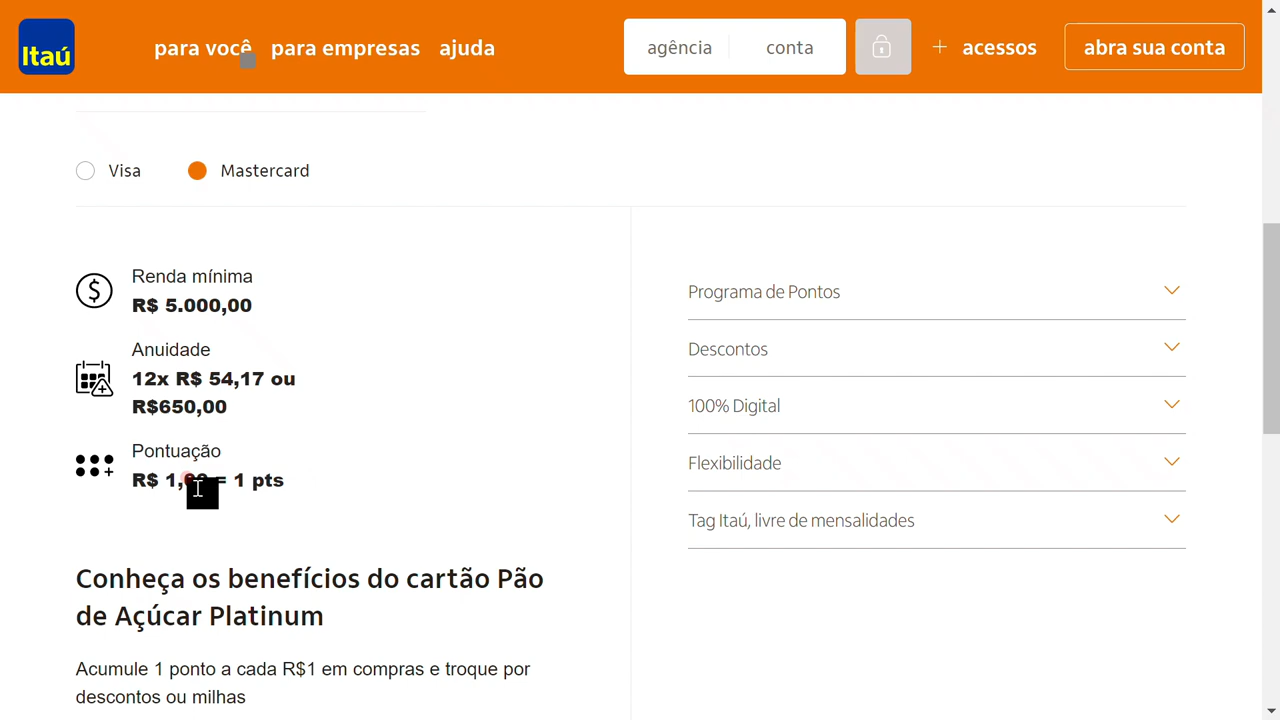 Itaú
para você para empresas ajuda
agência conta
+ acessos
abra sua conta
Visa Mastercard
Renda mínima
R$ 5.000,00
Anuidade
12x R$ 54,17 ou
R$650,00
Pontuação
R$ = 1 pts
Conheça os benefícios do cartão Pão
de Açúcar Platinum
Acumule 1 ponto a cada R$1 em compras e troque por
descontos ou milhas
Programa de Pontos
Descontos
100% Digital
Flexibilidade
Tag Itaú, livre de mensalidades